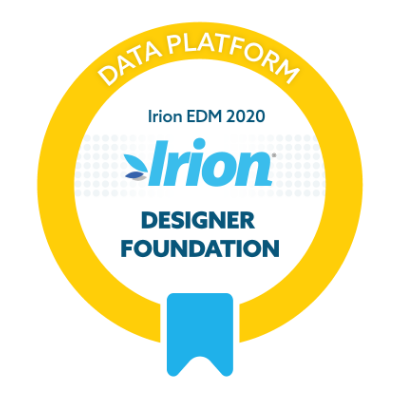 DATA PLATFORM
Irion EDM 2020
Irion®
DESIGNER
FOUNDATION